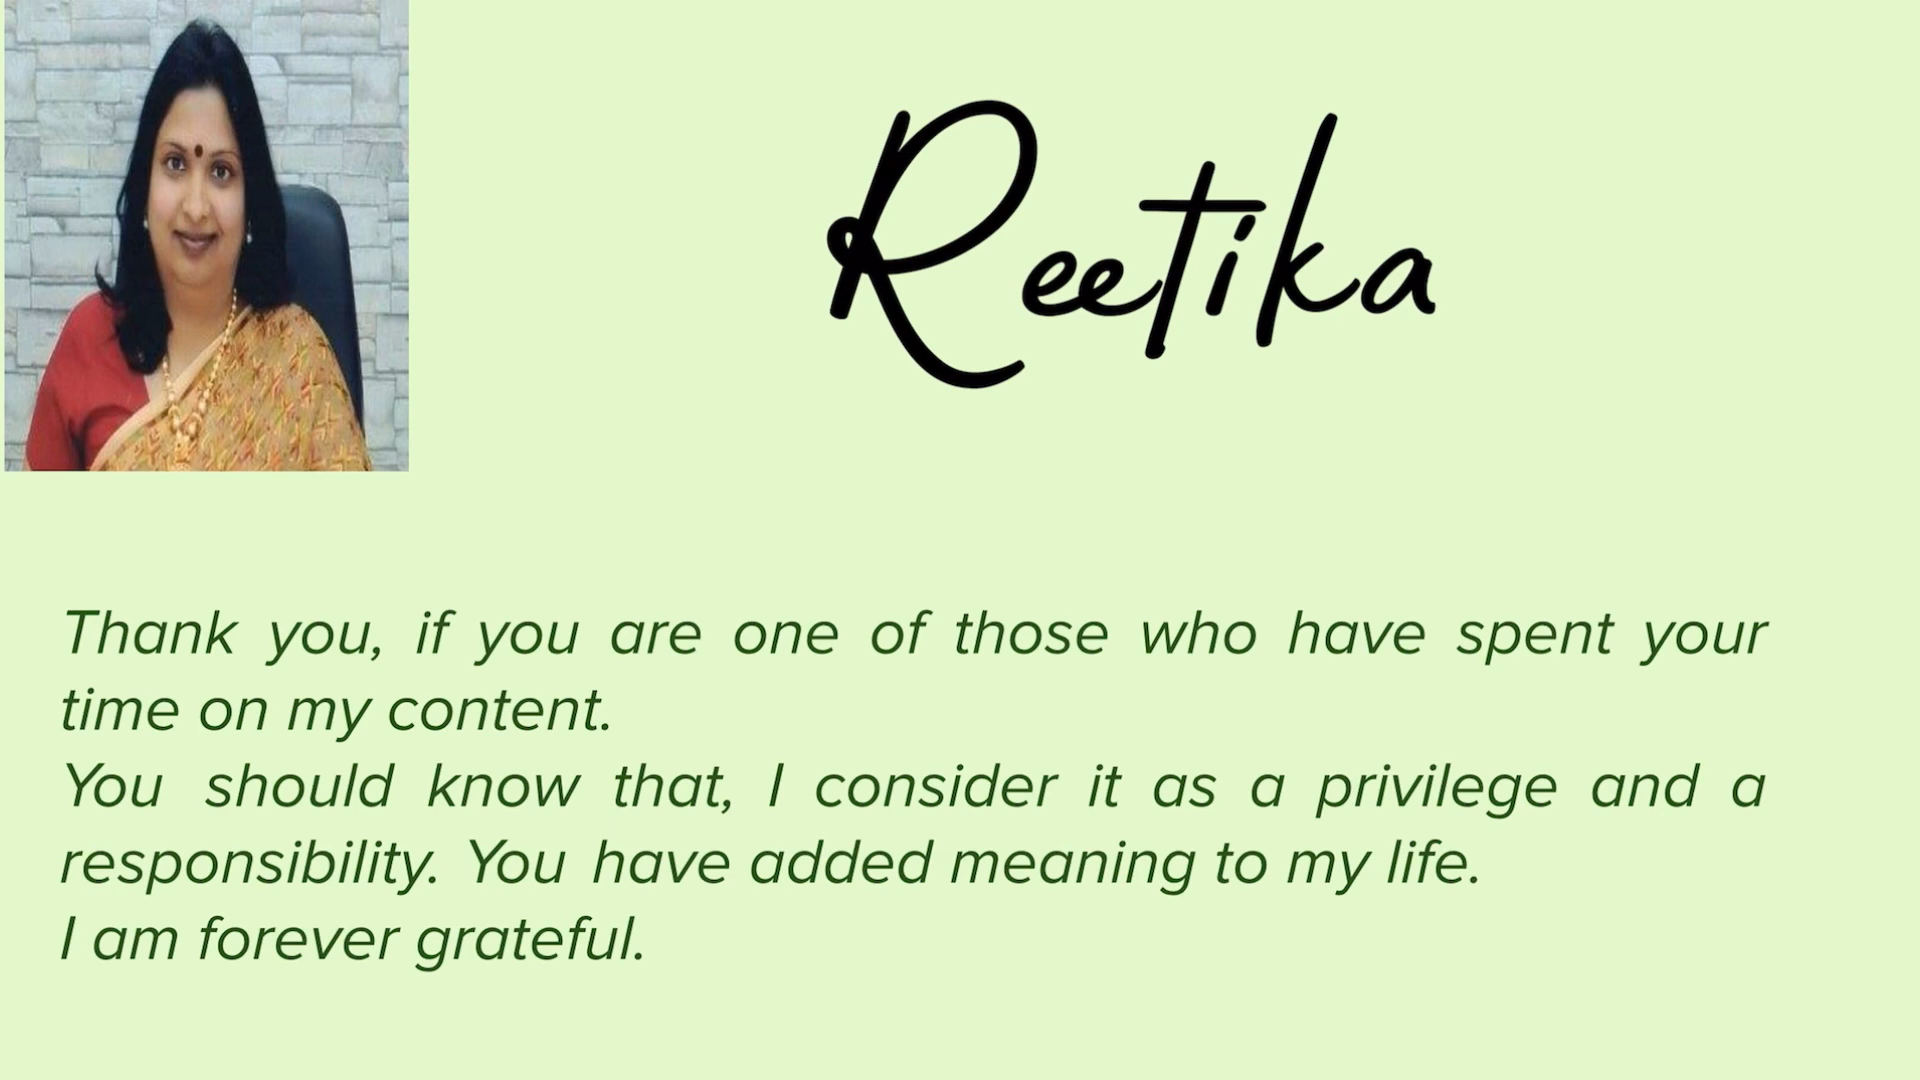 Reetika
Thank you, if you are one of those who have spent your
time on my content.
You should know that, I consider it as a privilege and a
responsibility. You have added meaning to my life.
I am forever grateful.